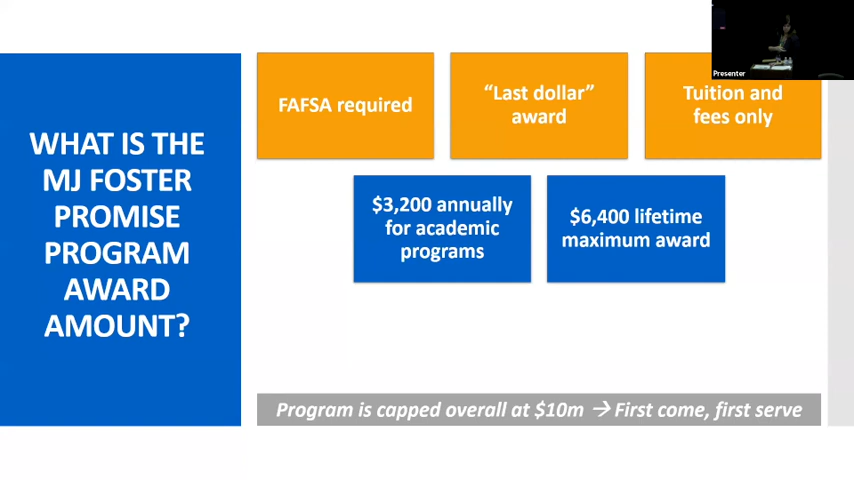 Presenter
WHAT IS THE
MJ FOSTER
PROMISE
PROGRAM
AWARD
AMOUNT?
FAFSA required
“Last dollar”
award
Tuition and
fees only
$3,200 annually
for academic
programs
$6,400 lifetime
maximum award
Program is capped overall at $10m → First come, first serve